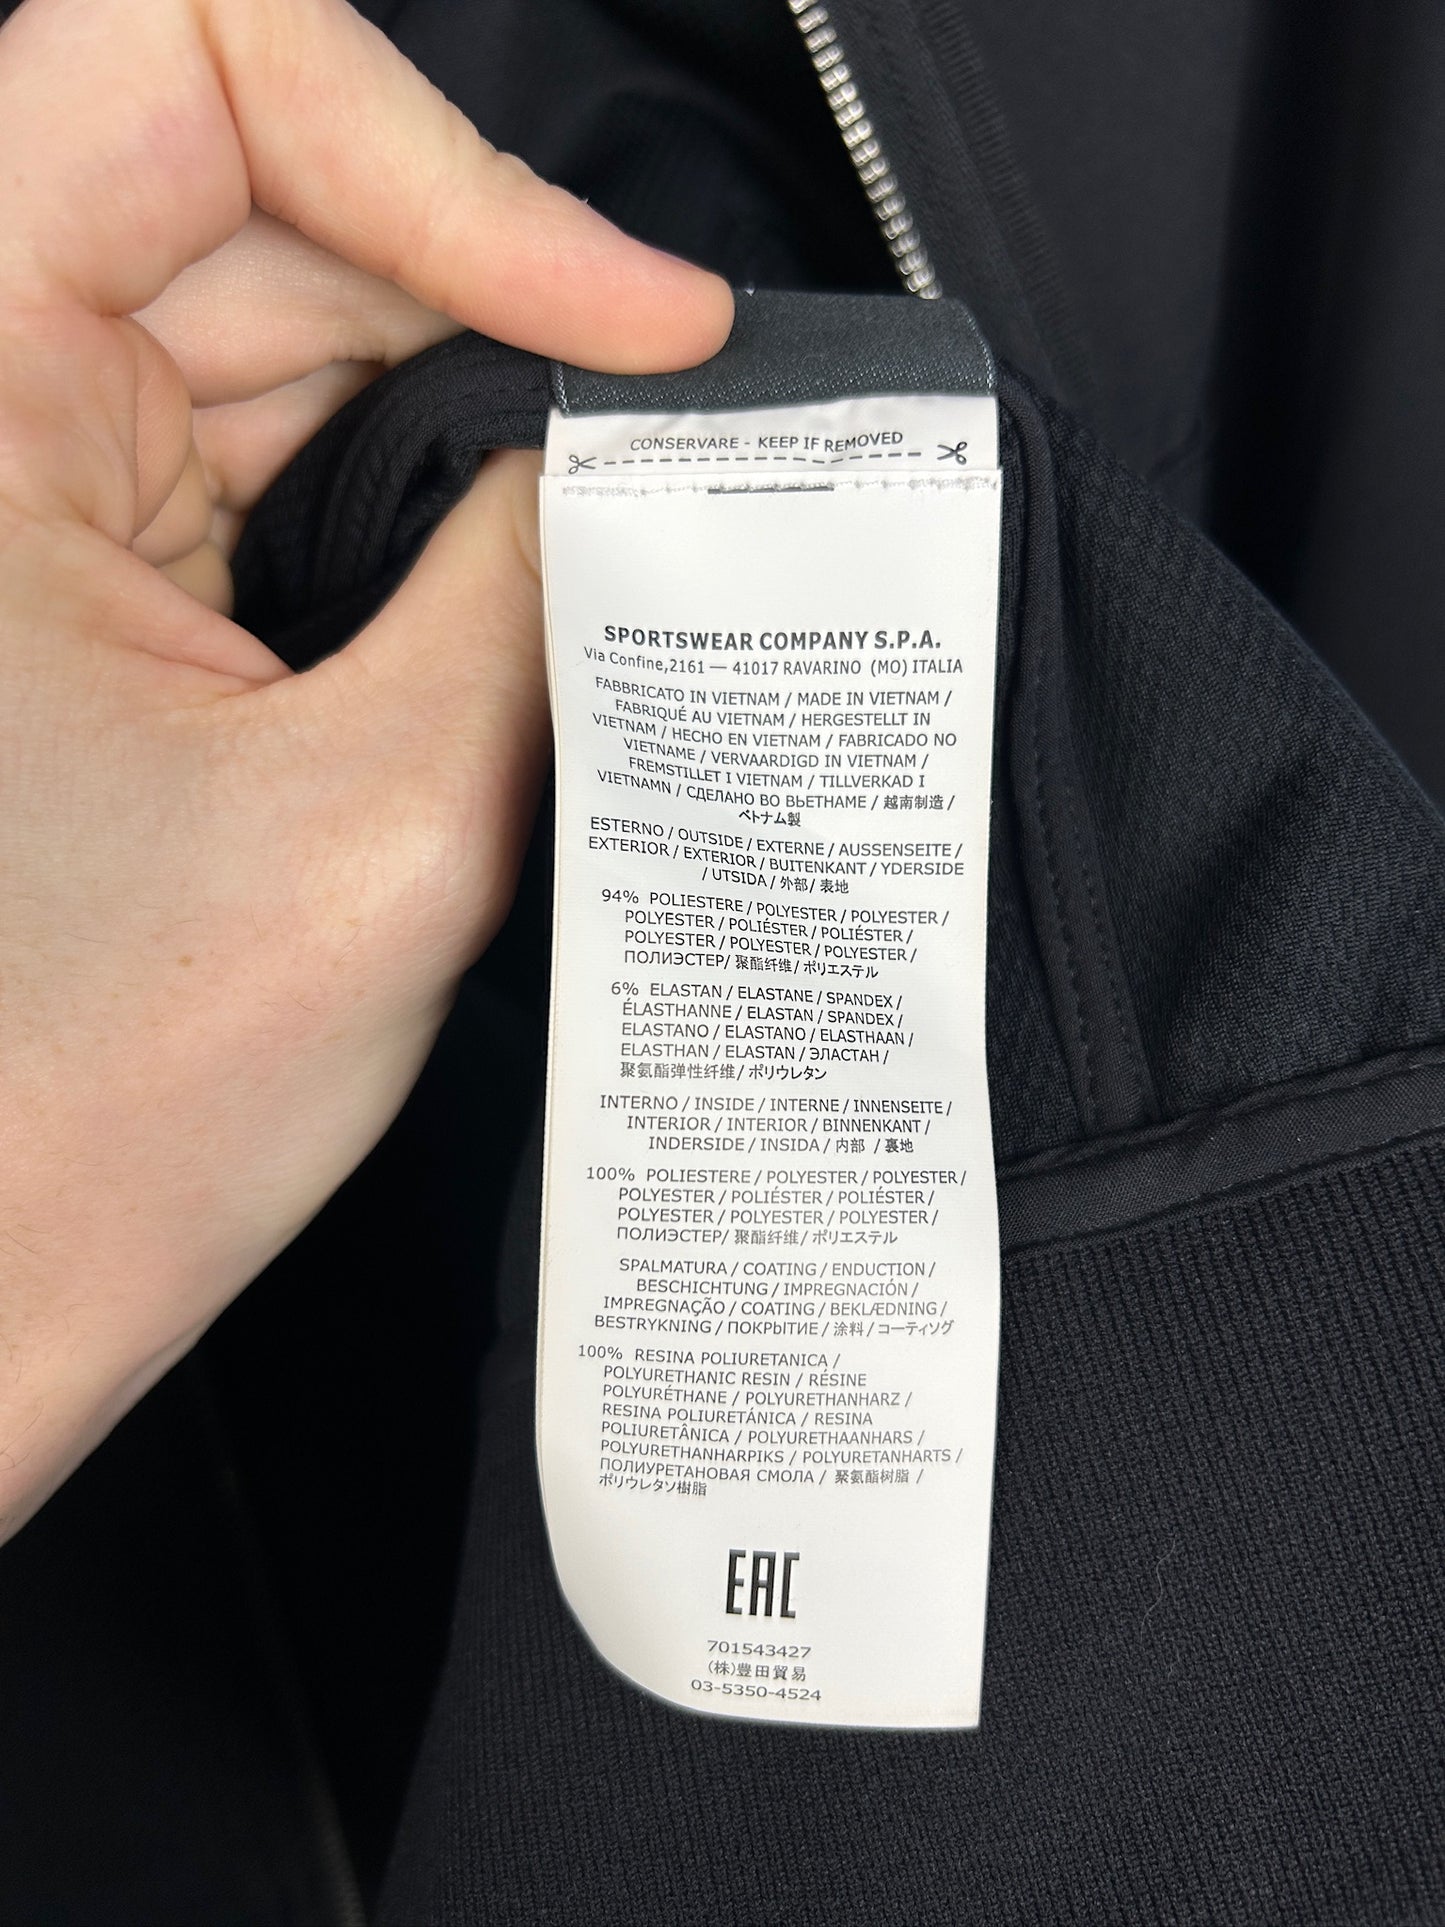 CONSERVARE - KEEP IF REMOVED
SPORTSWEAR COMPANY S.P.A.
Via Confine,2161 — 41017 RAVARINO (MO) ITALIA
FABBRICATO IN VIETNAM / MADE IN VIETNAM /
FABRIQUÉ AU VIETNAM / HERGESTELLT IN
VIETNAM / HECHO EN VIETNAM / FABRICADO NO
VIETNAME / VERVAARDIGD IN VIETNAM /
FREMSTILLET I VIETNAM / TILLVERKAD I
VIETNAMN / СДЕЛАНО ВО ВЬЕТНАМЕ / 越南制造 /
ベトナム製
ESTERNO / OUTSIDE / EXTERNE / AUSSENSEITE /
EXTERIOR / EXTERIOR / BUITENKANT / YDERSIDE
/ UTSIDA / 外部/ 表地
94% POLIESTERE / POLYESTER / POLYESTER /
POLYESTER / POLIÉSTER / POLIÉSTER /
POLYESTER / POLYESTER / POLYESTER /
ПОЛИЭСТЕР/ 聚酯纤维/ ポリエステル
6% ELASTAN / ELASTANE / SPANDEX /
ÉLASTHANNE / ELASTAN / SPANDEX /
ELASTANO / ELASTANO / ELASTHAAN /
ELASTHAN / ELASTAN / ЭЛАСТАН /
聚氨酯弹性纤维/ ポリウレタン
INTERNO / INSIDE / INTERNE / INNENSEITE /
INTERIOR / INTERIOR / BINNENKANT /
INDERSIDE / INSIDA / 内部 / 裏地
100% POLIESTERE / POLYESTER / POLYESTER /
POLYESTER / POLIÉSTER / POLIÉSTER /
POLYESTER / POLYESTER / POLYESTER /
ПОЛИЭСТЕР/ 聚酯纤维/ ポリエステル
SPALMATURA / COATING / ENDUCTION /
BESCHICHTUNG / IMPREGNACIÓN /
IMPREGNAÇÃO / COATING / BEKLÆDNING /
BESTRYKNING / ПОКРЫТИЕ / 涂料 / コーティソグ
100% RESINA POLIURETANICA /
POLYURETHANIC RESIN / RÉSINE
POLYURÉTHANE / POLYURETHANHARZ /
RESINA POLIURETÁNICA / RESINA
POLIURETÂNICA / POLYURETHAANHARS /
POLYURETHANHARPIKS / POLYURETANHARTS /
ПОЛИУРЕТАНОВАЯ СМОЛА / 聚氨酯树脂 /
ポリウレタソ樹脂
EAC
701543427
(株)豊田貿易
03-5350-4524